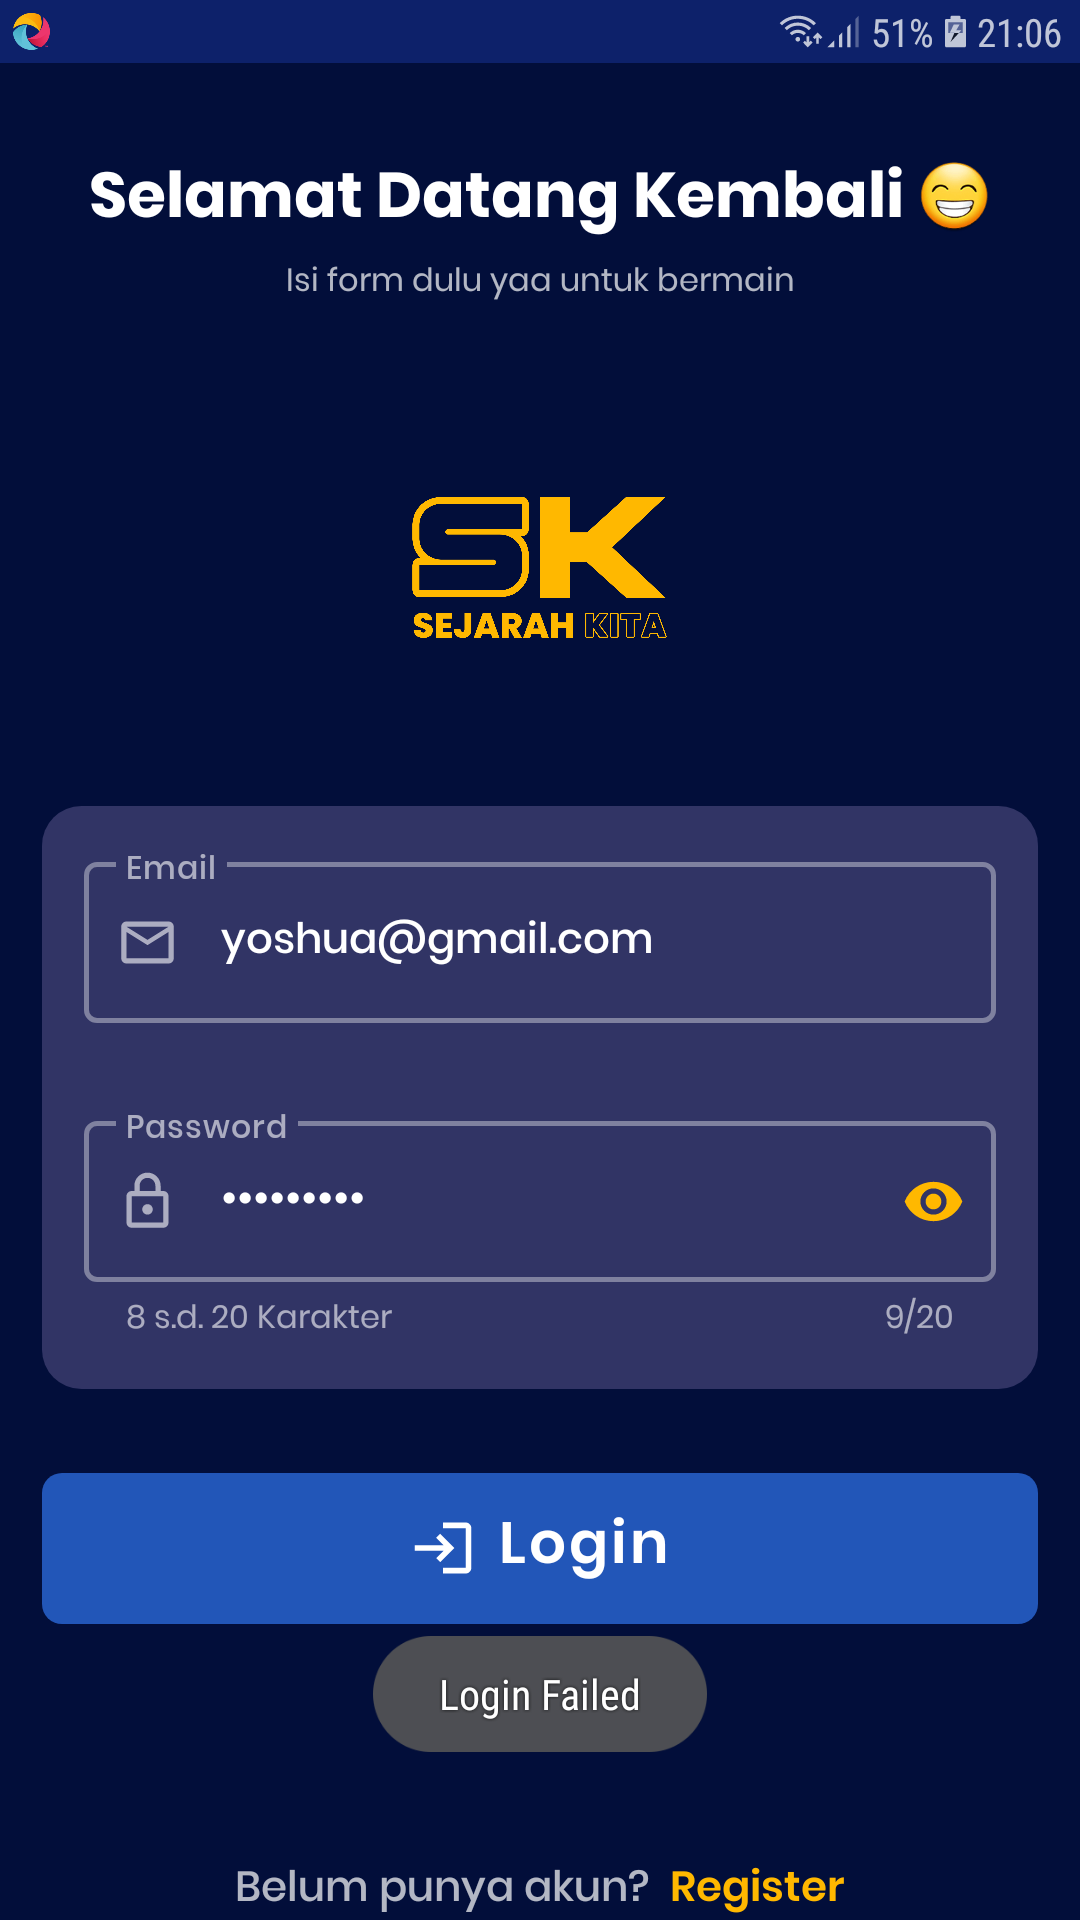 51% 21:06
Selamat Datang Kembali 😁
Isi form dulu yaa untuk bermain
SK
SEJARAH KITA
Email
yoshua@gmail.com
Password
•••••••••
8 s.d. 20 Karakter 9/20
Login
Login Failed
Belum punya akun? Register